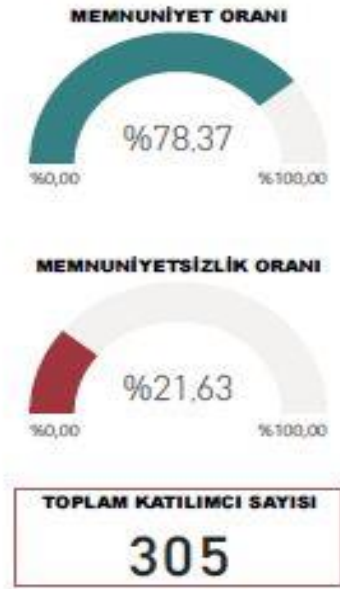 MEMNUNİYET ORANI
%78,37
%0,00 %100,00
MEMNUNİYETSİZLİK ORANI
%21,63
%0,00 %100,00
TOPLAM KATILIMCI SAYISI
305